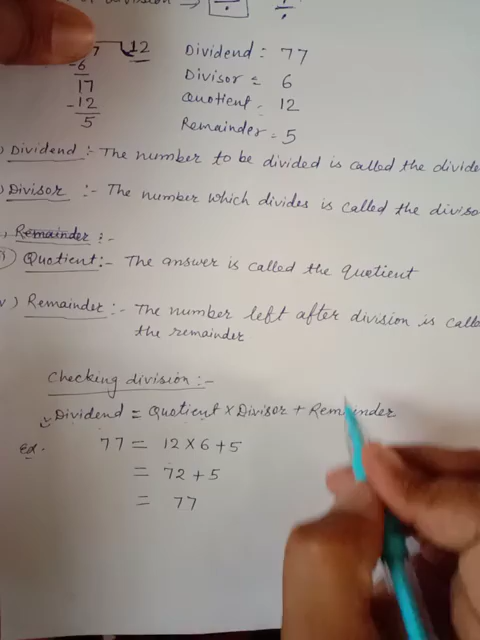 division → ÷ ÷
7 12
-6
17
-12
5
Dividend = 77
Divisor = 6
Quotient = 12
Remainder = 5
) Dividend :- The number to be divided is called the divide
) Divisor :- The number which divides is called the diviso
) Remainder :-
) Quotient :- The answer is called the quotient
v) Remainder :- The number left after division is calle
the remainder
Checking division :-
Dividend = Quotient × Divisor + Remainder
Ex. 77 = 12 × 6 + 5
= 72 + 5
= 77